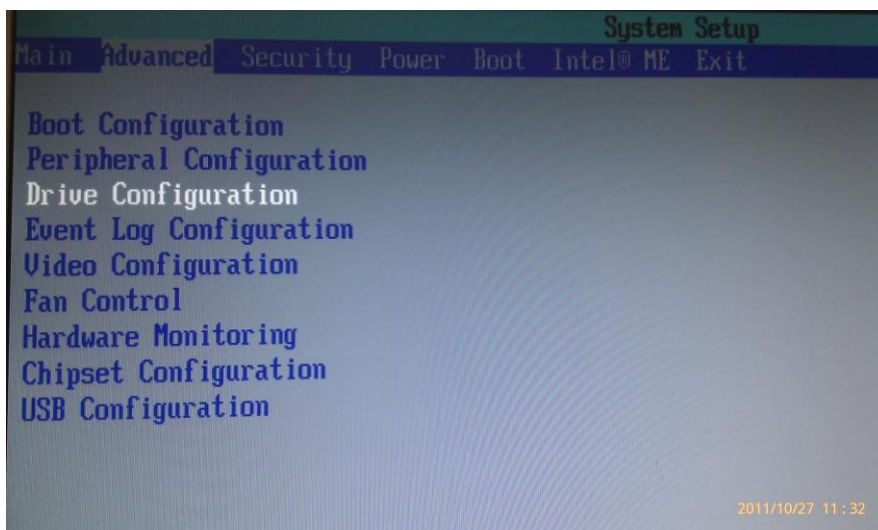 System Setup
Main Advanced Security Power Boot Intel® ME Exit
Boot Configuration
Peripheral Configuration
Drive Configuration
Event Log Configuration
Video Configuration
Fan Control
Hardware Monitoring
Chipset Configuration
USB Configuration
2011/10/27 11:32